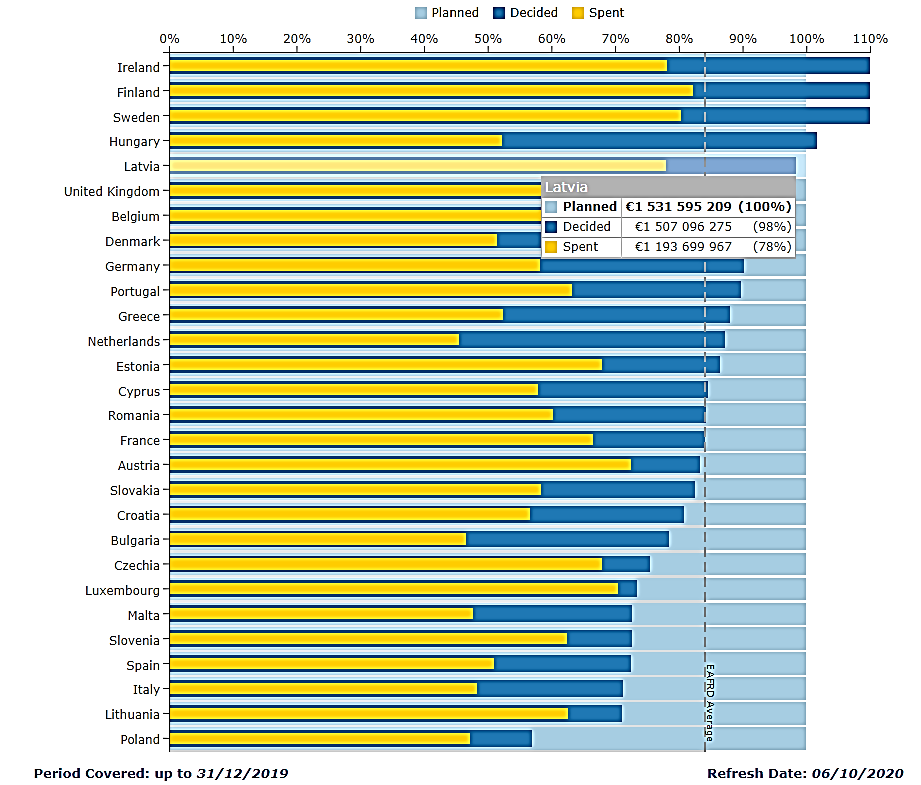 Planned Decided Spent
0% 10% 20% 30% 40% 50% 60% 70% 80% 90% 100% 110%
Ireland
Finland
Sweden
Hungary
Latvia
United Kingdom
Latvia
Planned €1 531 595 209 (100%)
Belgium
Decided €1 507 096 275 (98%)
Denmark
Spent €1 193 699 967 (78%)
Germany
Portugal
Greece
Netherlands
Estonia
Cyprus
Romania
France
Austria
Slovakia
Croatia
Bulgaria
Czechia
Luxembourg
Malta
Slovenia
Spain
Italy
Lithuania
Poland
EAFRD Average
Period Covered: up to 31/12/2019
Refresh Date: 06/10/2020